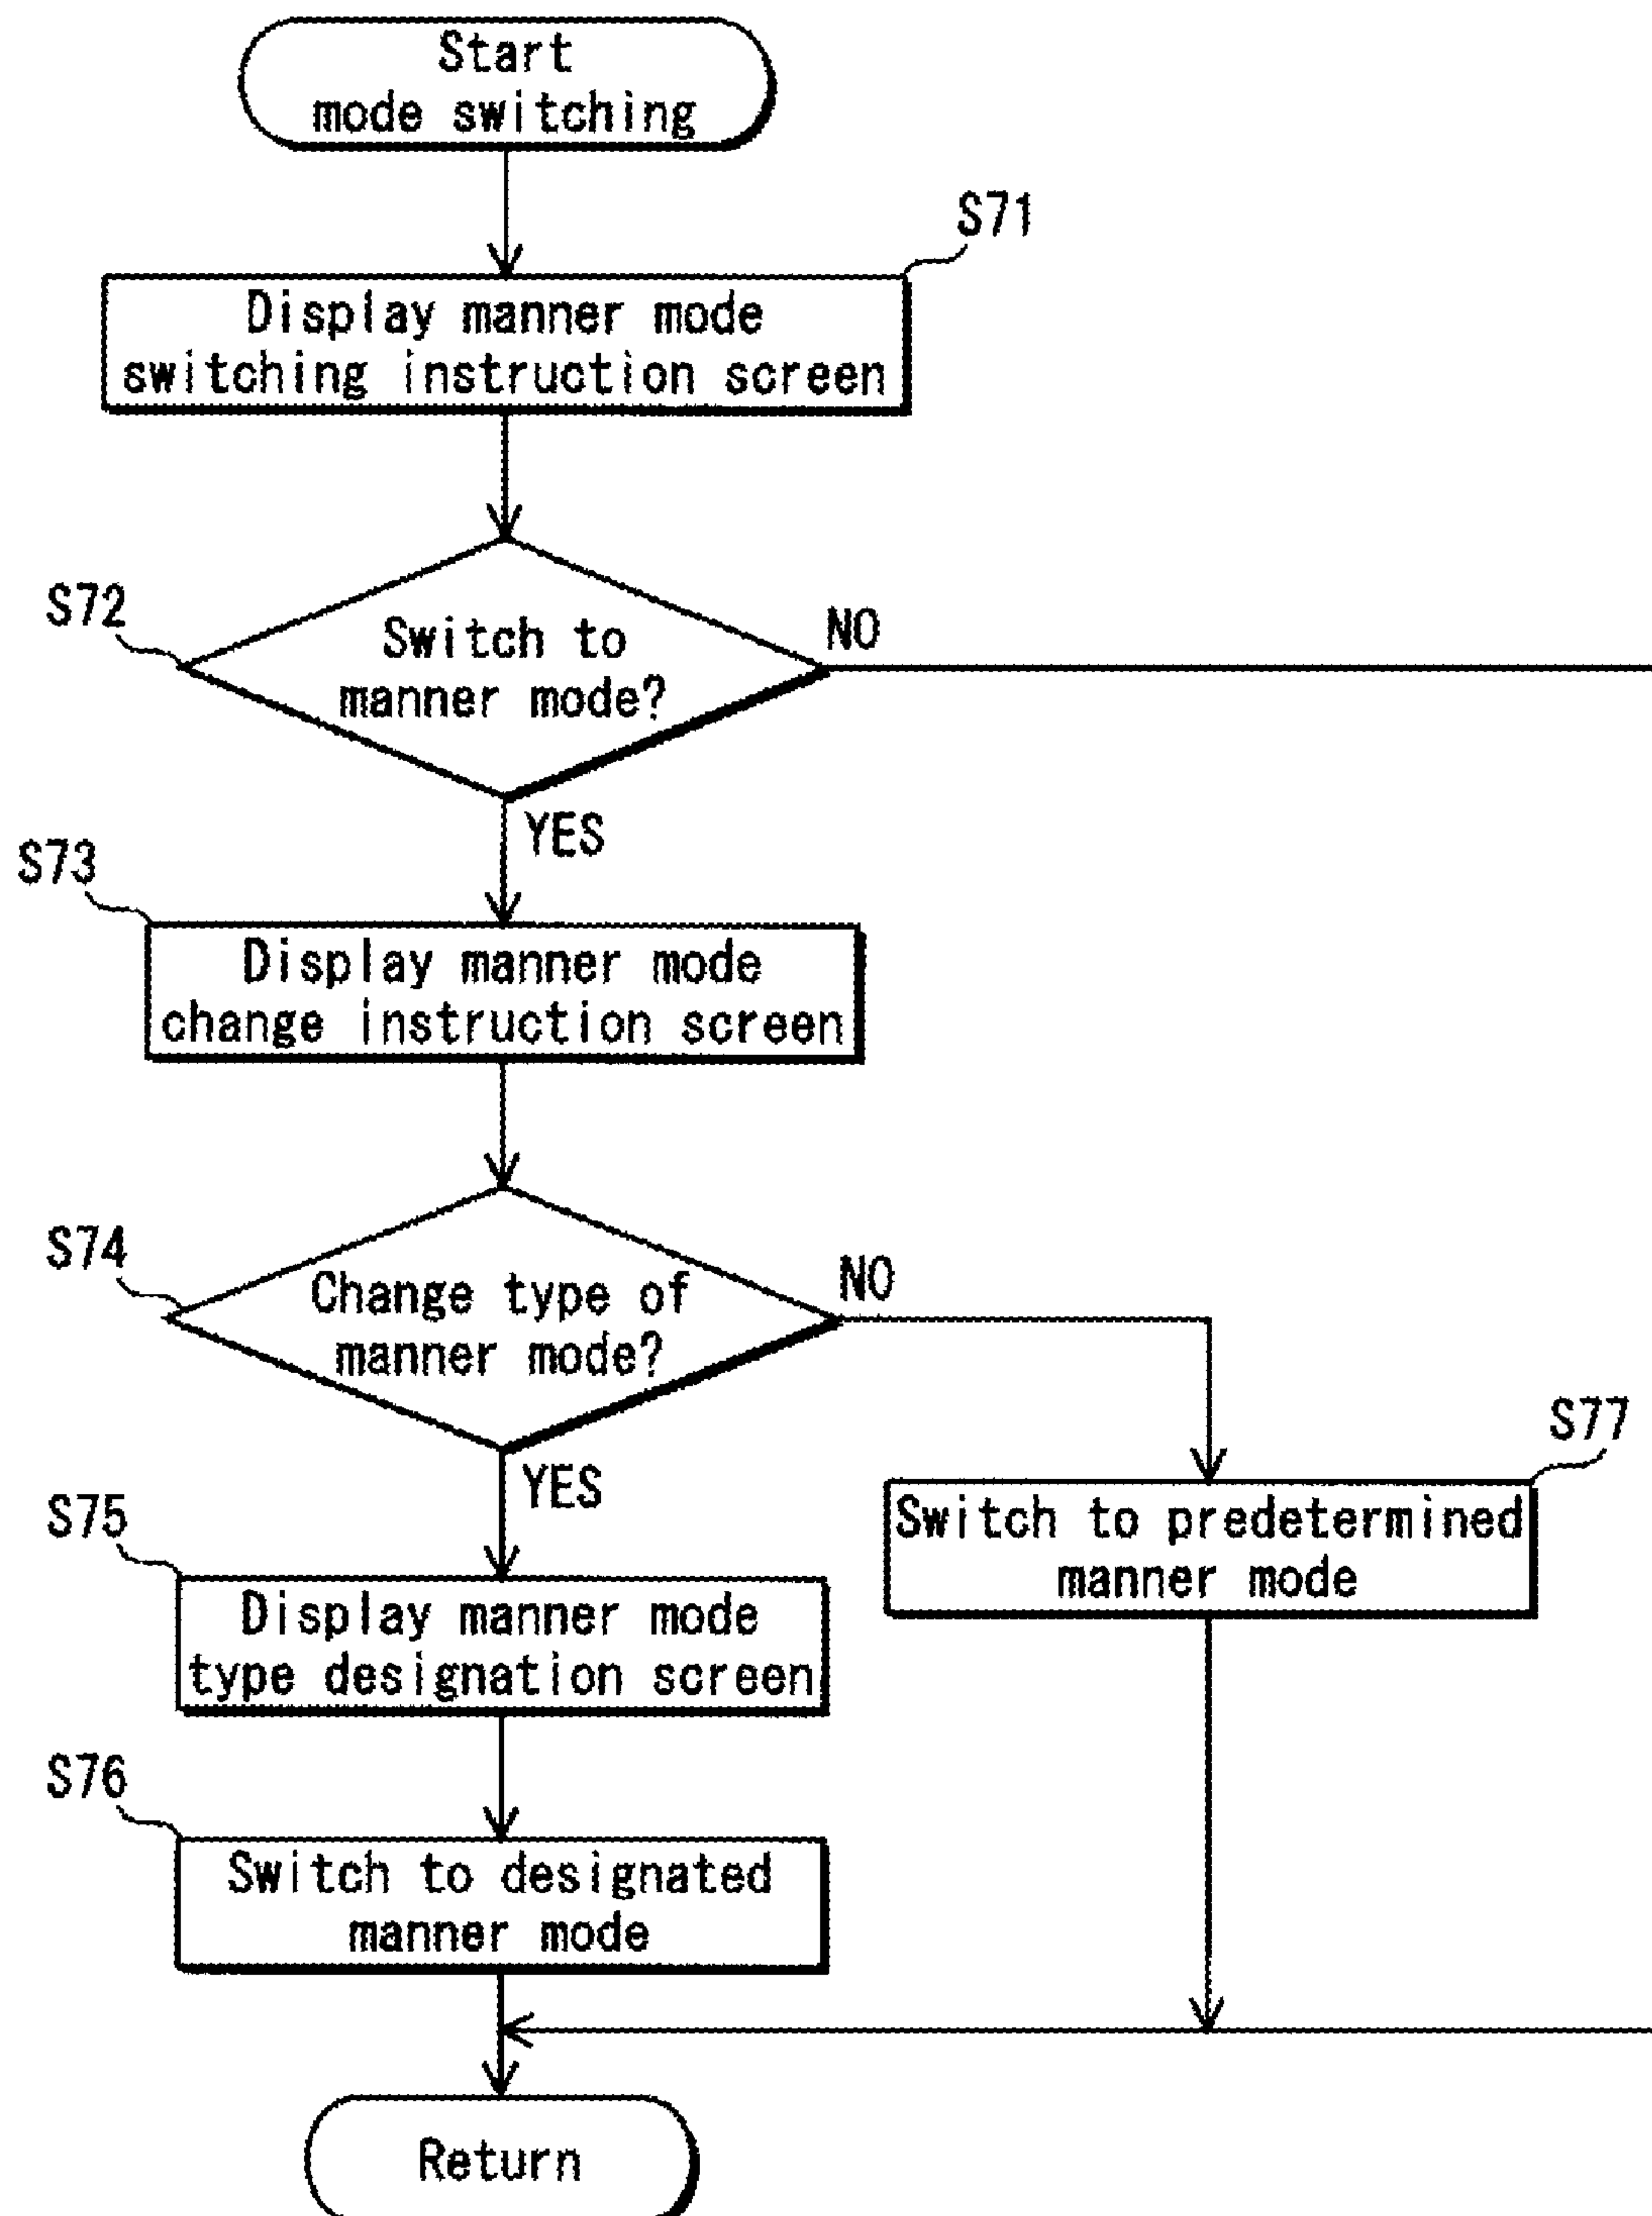 Start
mode switching
S71
Display manner mode
switching instruction screen
S72
Switch to
manner mode?
NO
YES
S73
Display manner mode
change instruction screen
S74
Change type of
manner mode?
NO
YES
S77
Switch to predetermined
manner mode
S75
Display manner mode
type designation screen
S76
Switch to designated
manner mode
Return